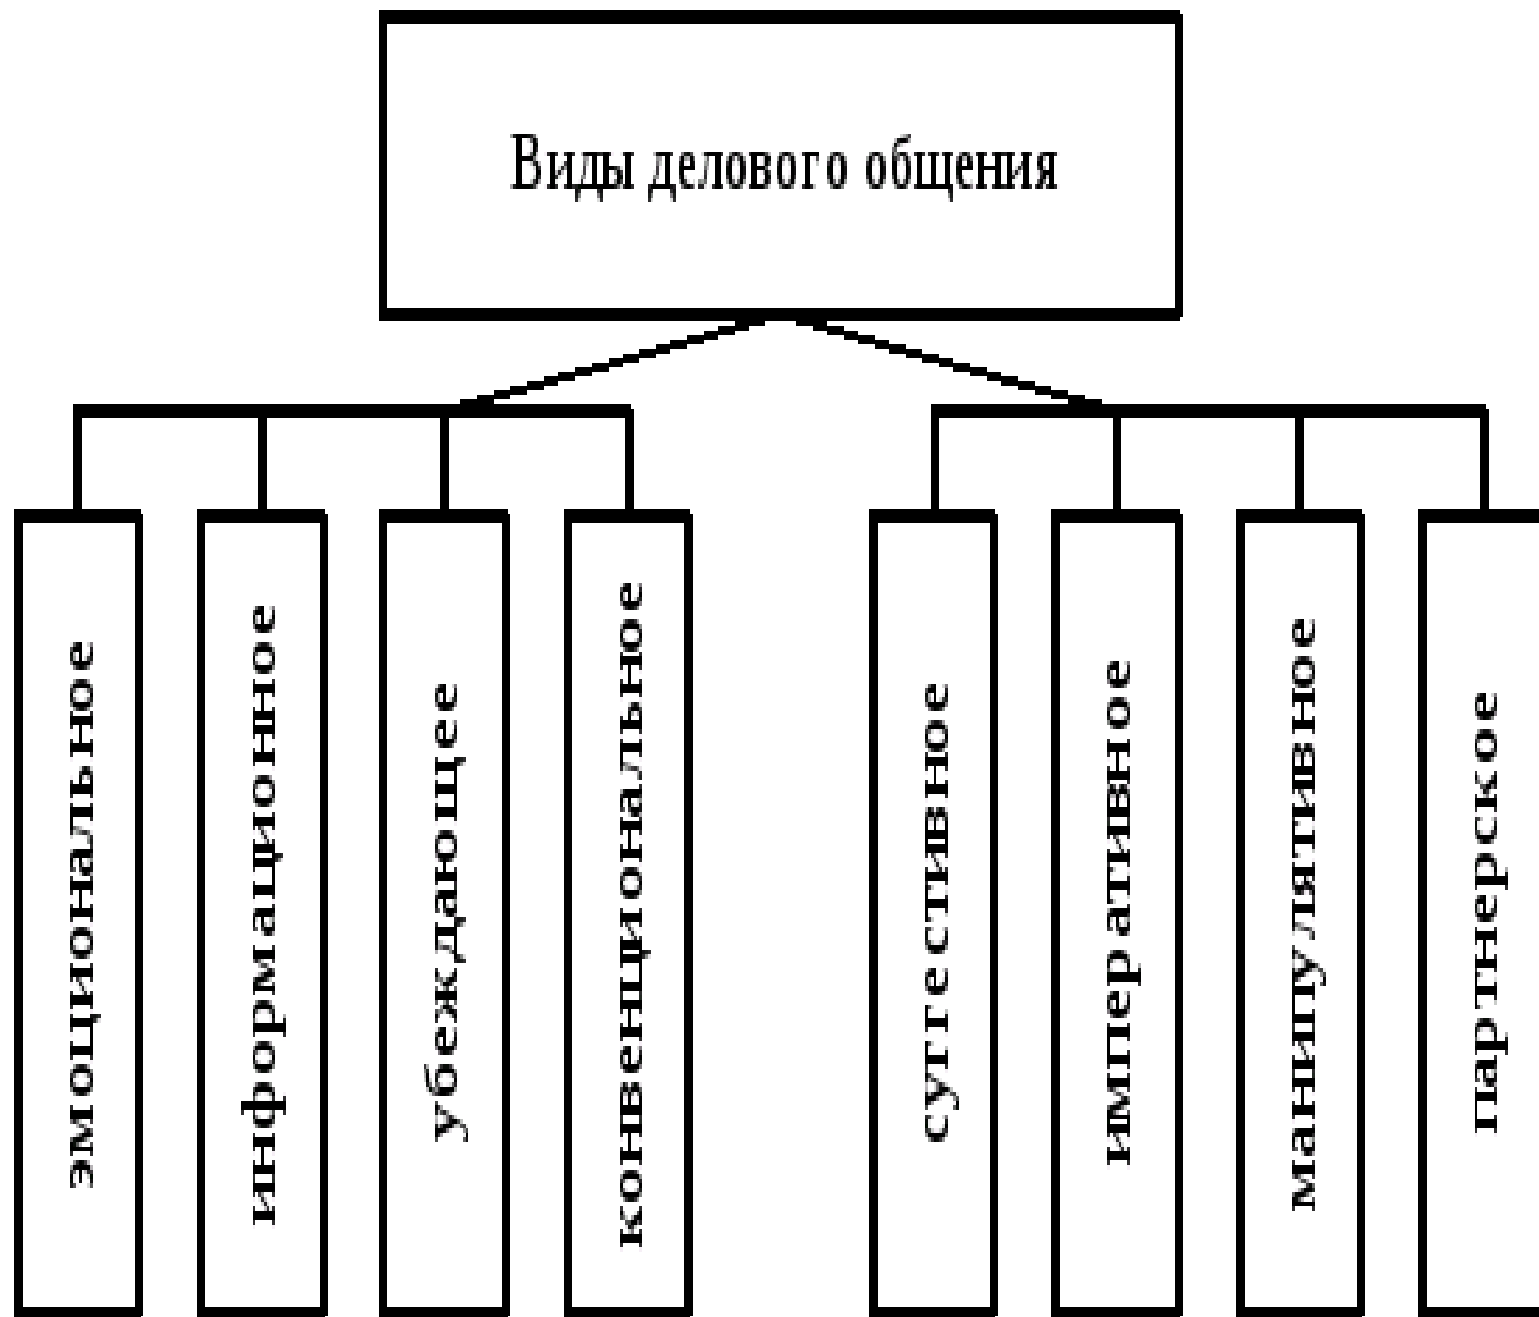 Виды делового общения
эмоциональное
информационное
убеждающее
конвенциональное
суггестивное
императивное
манипулятивное
партнерское